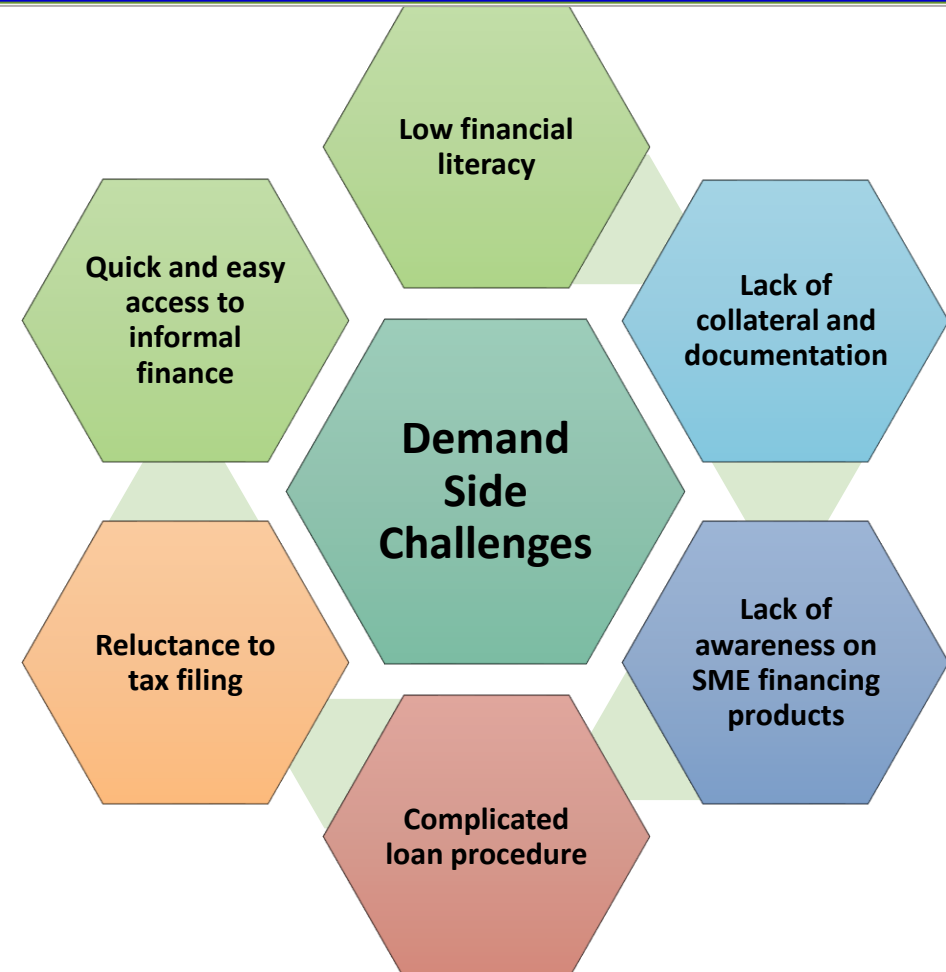 Low financial
literacy
Quick and easy
access to
informal
finance
Lack of
collateral and
documentation
Demand
Side
Challenges
Reluctance to
tax filing
Lack of
awareness on
SME financing
products
Complicated
loan procedure